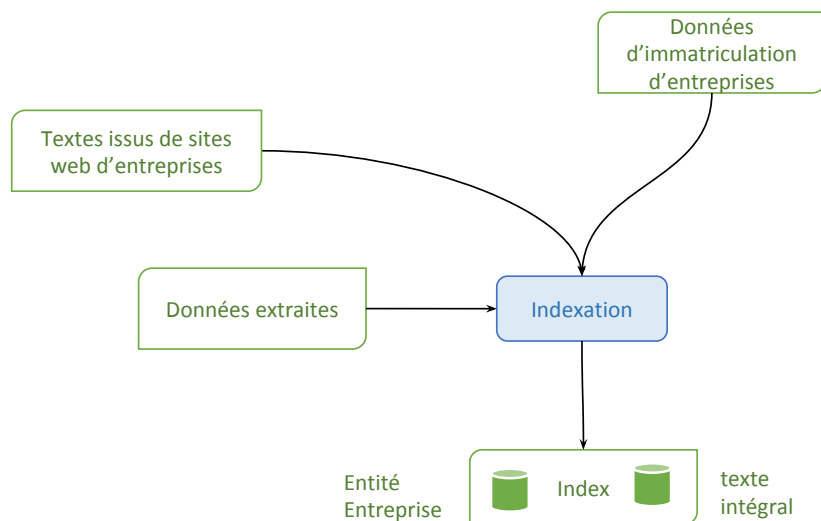 Données
d’immatriculation
d’entreprises
Textes issus de sites
web d’entreprises
Données extraites
Indexation
Entité
Entreprise
Index
texte
intégral